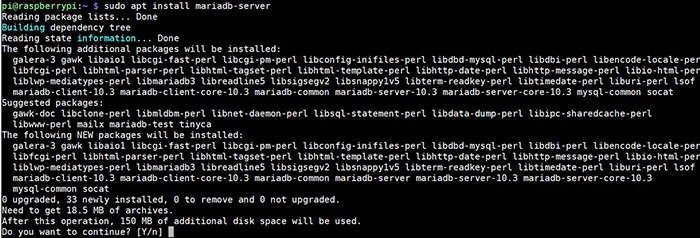 pi@raspberrypi:~ $ sudo apt install mariadb-server
Reading package lists... Done
Building dependency tree
Reading state information... Done
The following additional packages will be installed:
galera-3 gawk libaio1 libcgi-fast-perl libcgi-pm-perl libconfig-inifiles-perl libdbd-mysql-perl libdbi-perl libencode-locale-per
libfcgi-perl libhtml-parser-perl libhtml-tagset-perl libhtml-template-perl libhttp-date-perl libhttp-message-perl libio-html-per
liblwp-mediatypes-perl libmariadb3 libreadline5 libsigsegv2 libsnappy1v5 libterm-readkey-perl libtimedate-perl liburi-perl lsof
mariadb-client-10.3 mariadb-client-core-10.3 mariadb-common mariadb-server-10.3 mariadb-server-core-10.3 mysql-common socat
Suggested packages:
gawk-doc libclone-perl libmldbm-perl libnet-daemon-perl libsql-statement-perl libdata-dump-perl libipc-sharedcache-perl
libwww-perl mailx mariadb-test tinyca
The following NEW packages will be installed:
galera-3 gawk libaio1 libcgi-fast-perl libcgi-pm-perl libconfig-inifiles-perl libdbd-mysql-perl libdbi-perl libencode-locale-per
libfcgi-perl libhtml-parser-perl libhtml-tagset-perl libhtml-template-perl libhttp-date-perl libhttp-message-perl libio-html-per
liblwp-mediatypes-perl libmariadb3 libreadline5 libsigsegv2 libsnappy1v5 libterm-readkey-perl libtimedate-perl liburi-perl lsof
mariadb-client-10.3 mariadb-client-core-10.3 mariadb-common mariadb-server mariadb-server-10.3 mariadb-server-core-10.3
mysql-common socat
0 upgraded, 33 newly installed, 0 to remove and 0 not upgraded.
Need to get 18.5 MB of archives.
After this operation, 150 MB of additional disk space will be used.
Do you want to continue? [Y/n]